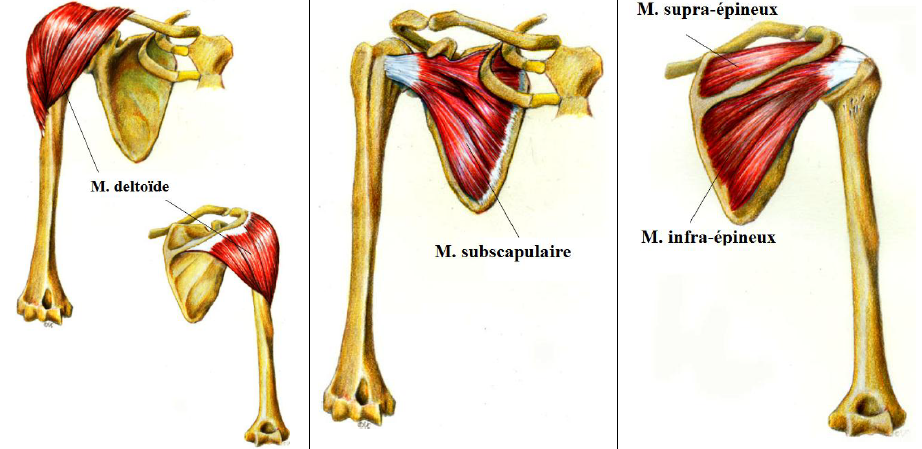 M. deltoïde
M. subscapulaire
M. supra-épineux
M. infra-épineux